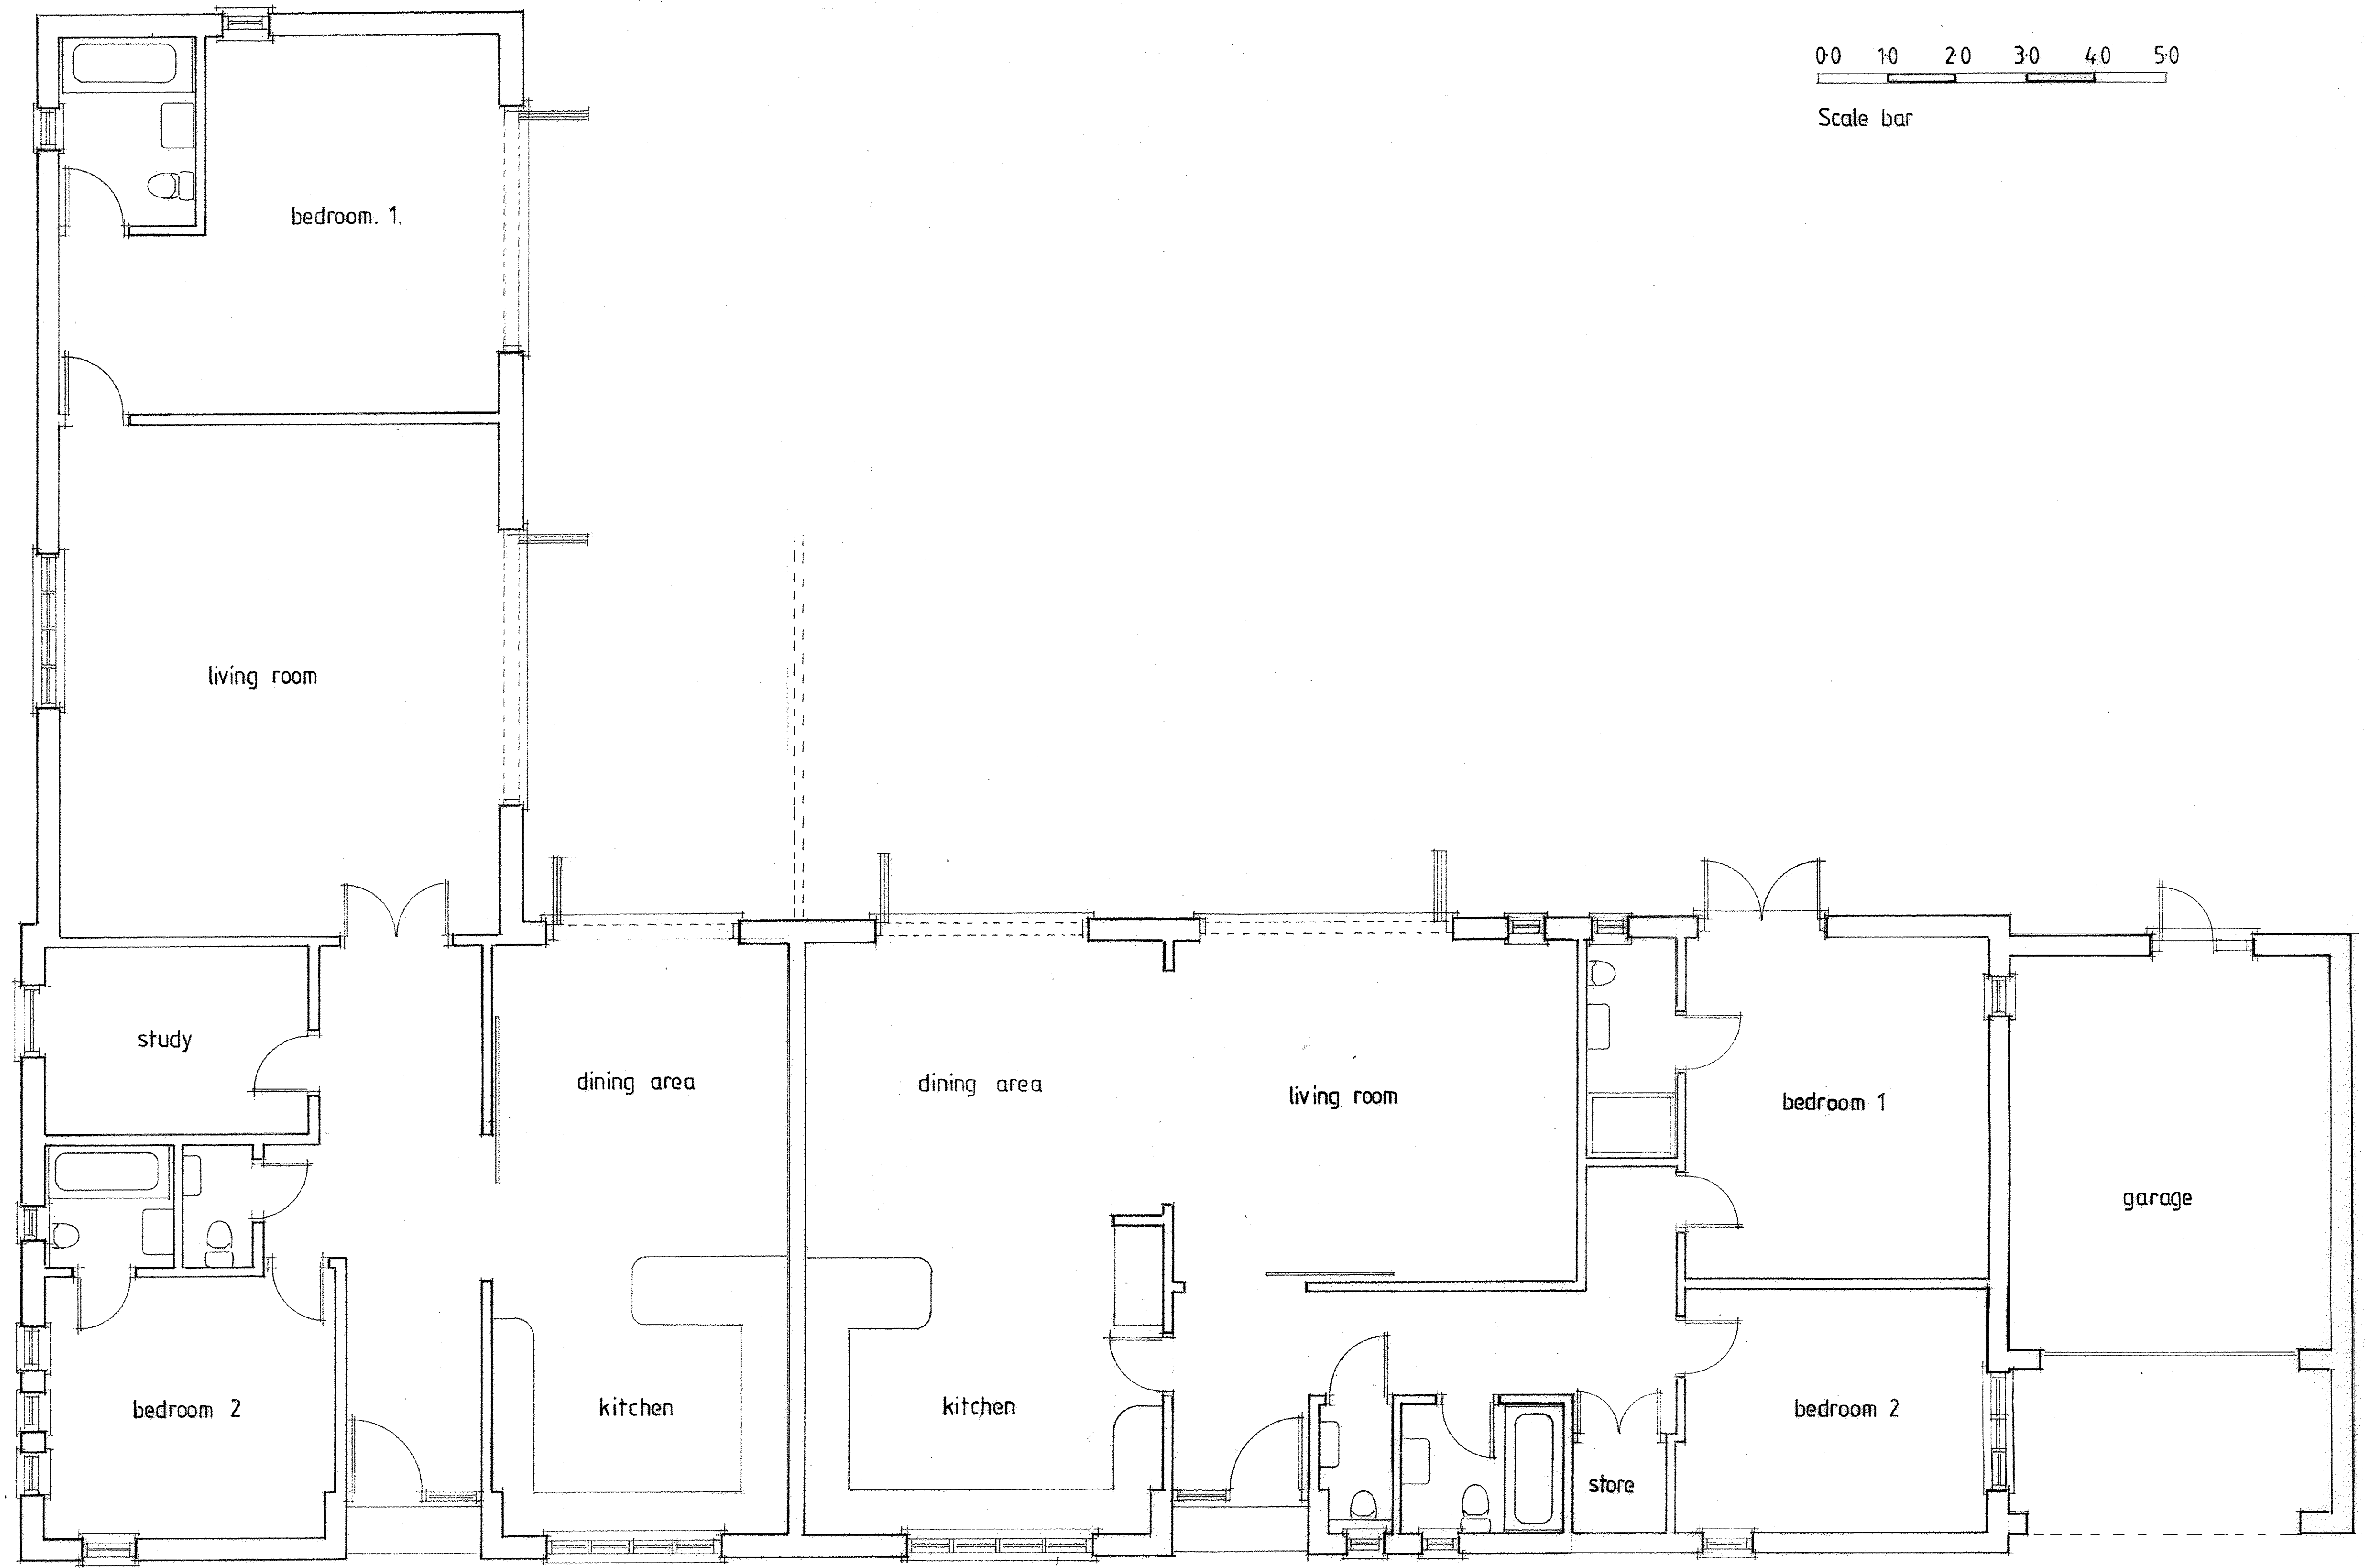 0·0 1·0 2·0 3·0 4·0 5·0
Scale bar
bedroom. 1.
living room
study
dining area
dining area
living room
bedroom 1
garage
bedroom 2
kitchen
kitchen
bedroom 2
store